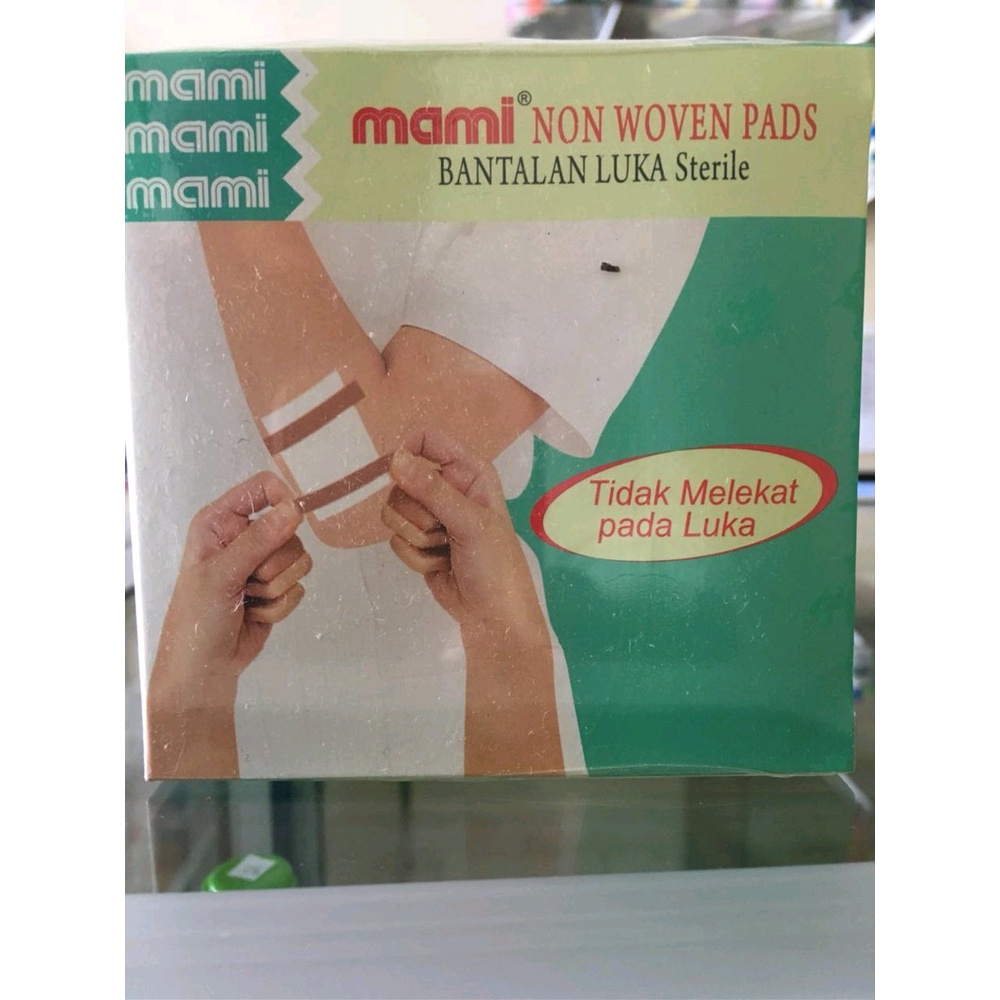 mami
mami
mami
mami® NON WOVEN PADS
BANTALAN LUKA Sterile
Tidak Melekat
pada Luka